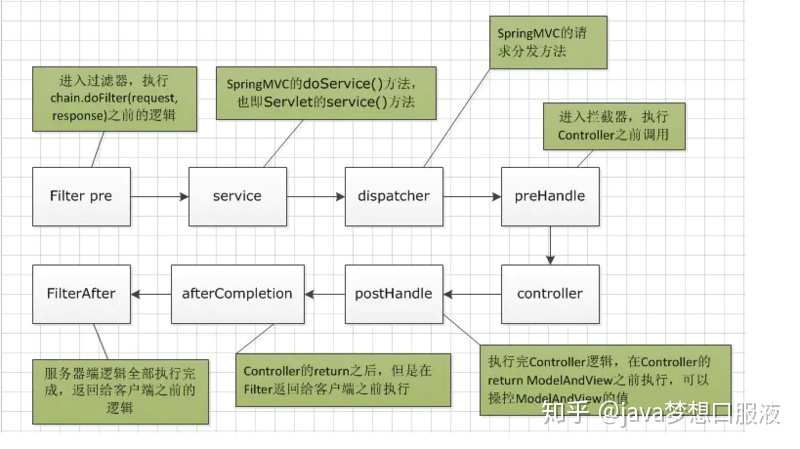 SpringMVC的请
求分发方法
进入过滤器，执行
chain.doFilter(request,
response)之前的逻辑
SpringMVC的doService()方法，
也即Servlet的service()方法
进入拦截器，执行
Controller之前调用
Filter pre
service
dispatcher
preHandle
FilterAfter
afterCompletion
postHandle
controller
服务器端逻辑全部执行完
成，返回给客户端之前的
逻辑
Controller的return之后，但是在
Filter返回给客户端之前执行
执行完Controller逻辑，在Controller的
return ModelAndView之前执行，可以
操控ModelAndView的值
知乎 @java梦想口服液